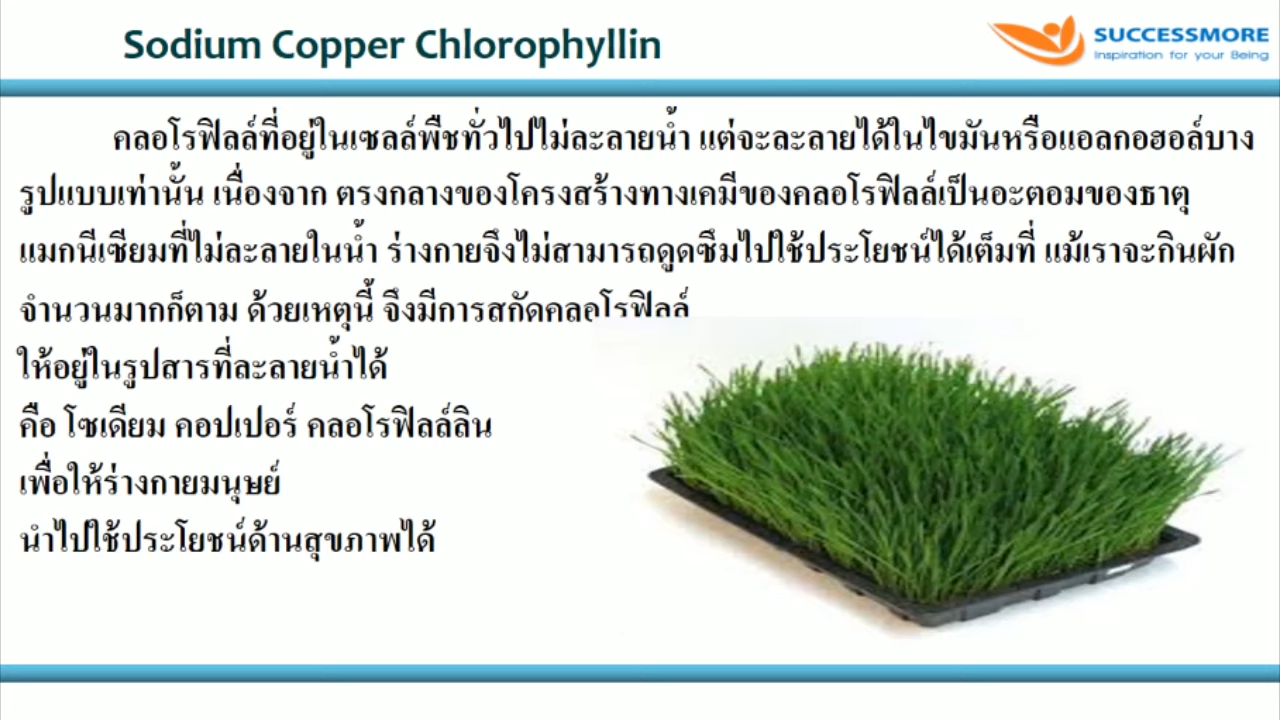 Sodium Copper Chlorophyllin
SUCCESSMORE
Inspiration for your Being
คลอโรฟิลล์ที่อยู่ในเซลล์พืชทั่วไปไม่ละลายน้ำ แต่จะละลายได้ในไขมันหรือแอลกอฮอล์บาง
รูปแบบเท่านั้น เนื่องจาก ตรงกลางของโครงสร้างทางเคมีของคลอโรฟิลล์เป็นอะตอมของธาตุ
แมกนีเซียมที่ไม่ละลายในน้ำ ร่างกายจึงไม่สามารถดูดซึมไปใช้ประโยชน์ได้เต็มที่ แม้เราจะกินผัก
จำนวนมากก็ตาม ด้วยเหตุนี้ จึงมีการสกัดคลอโรฟิลล์
ให้อยู่ในรูปสารที่ละลายน้ำได้
คือ โซเดียม คอปเปอร์ คลอโรฟิลล์ลิน
เพื่อให้ร่างกายมนุษย์
นำไปใช้ประโยชน์ด้านสุขภาพได้